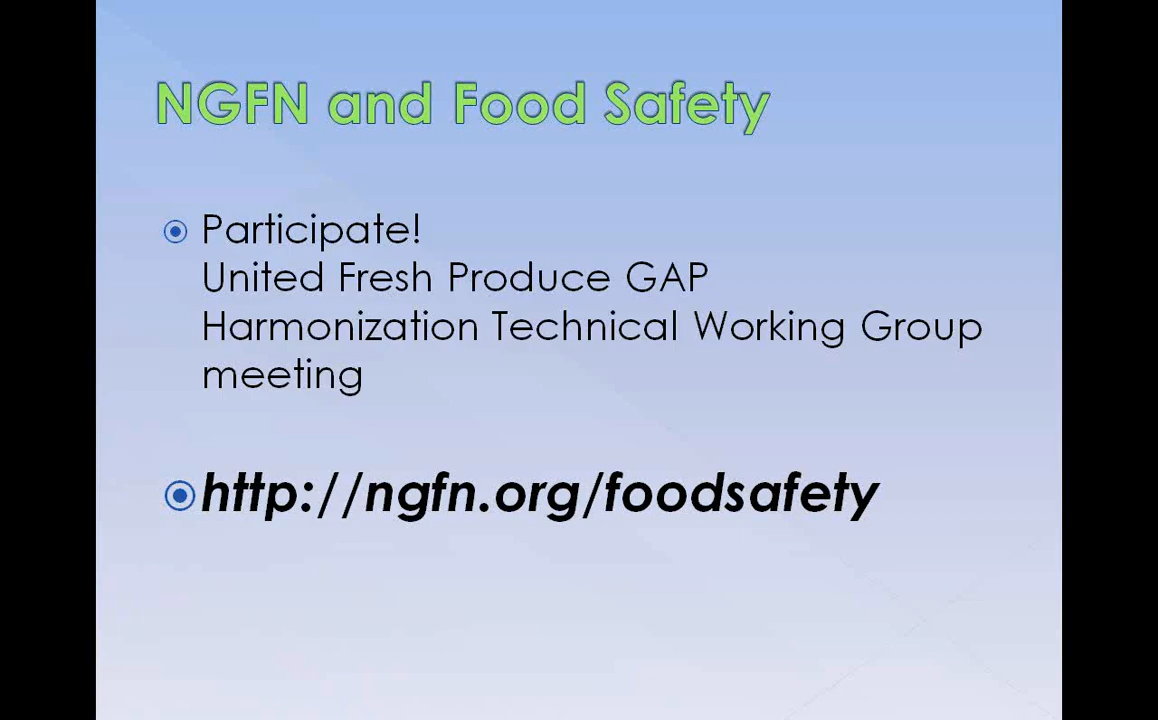 NGFN and Food Safety
Participate!
United Fresh Produce GAP
Harmonization Technical Working Group
meeting
http://ngfn.org/foodsafety